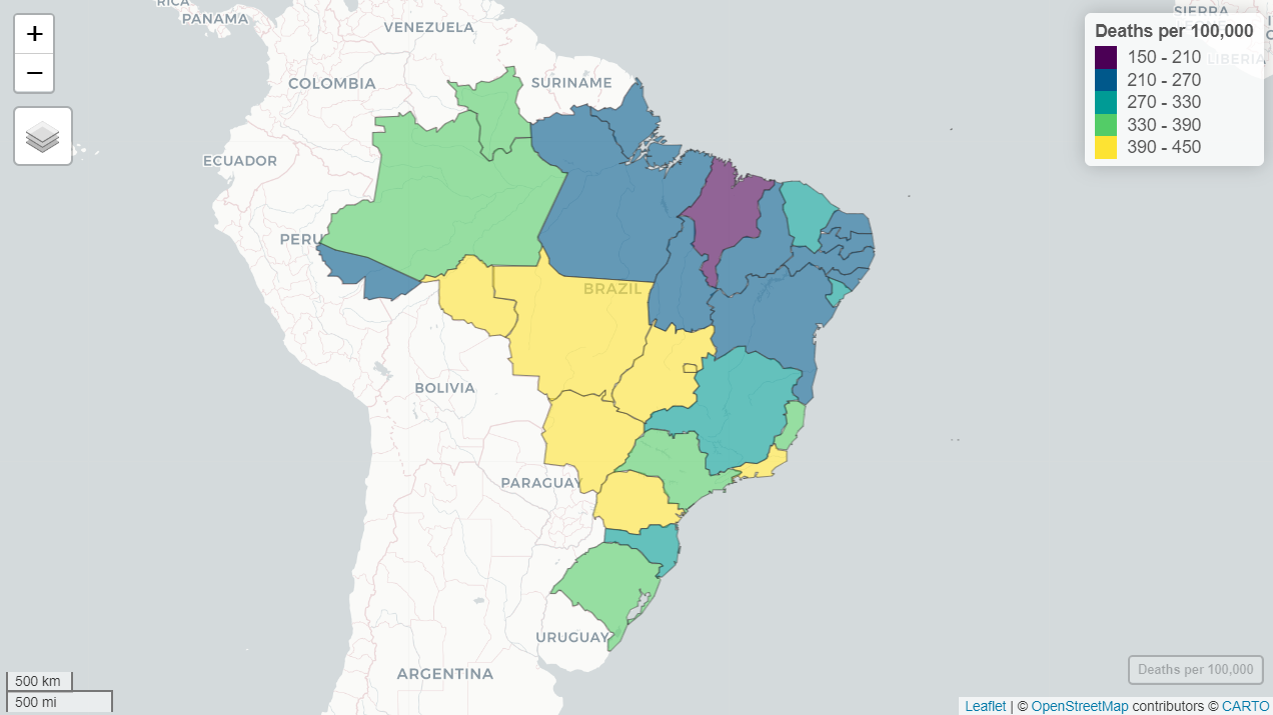 RICA
PANAMA
VENEZUELA
COLOMBIA
SURINAME
ECUADOR
PERU
BRAZIL
BOLIVIA
PARAGUAY
URUGUAY
ARGENTINA
SIERRA
LIBERIA
+
−
Deaths per 100,000
150 - 210
210 - 270
270 - 330
330 - 390
390 - 450
500 km
500 mi
Deaths per 100,000
Leaflet | © OpenStreetMap contributors © CARTO